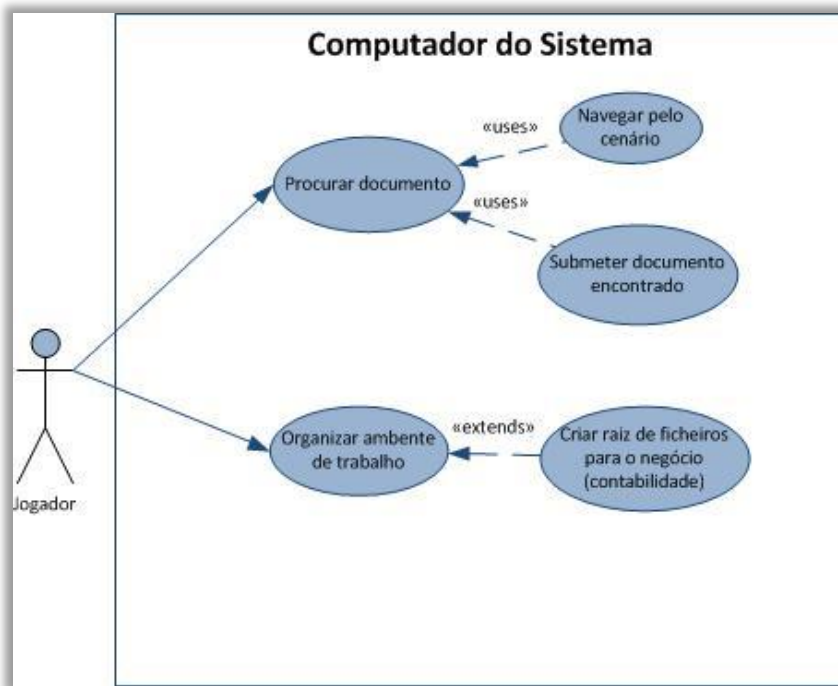 Computador do Sistema
«uses»
Navegar pelo
cenário
Procurar documento
«uses»
Submeter documento
encontrado
Organizar ambente
de trabalho
«extends»
Criar raiz de ficheiros
para o negócio
(contabilidade)
Jogador